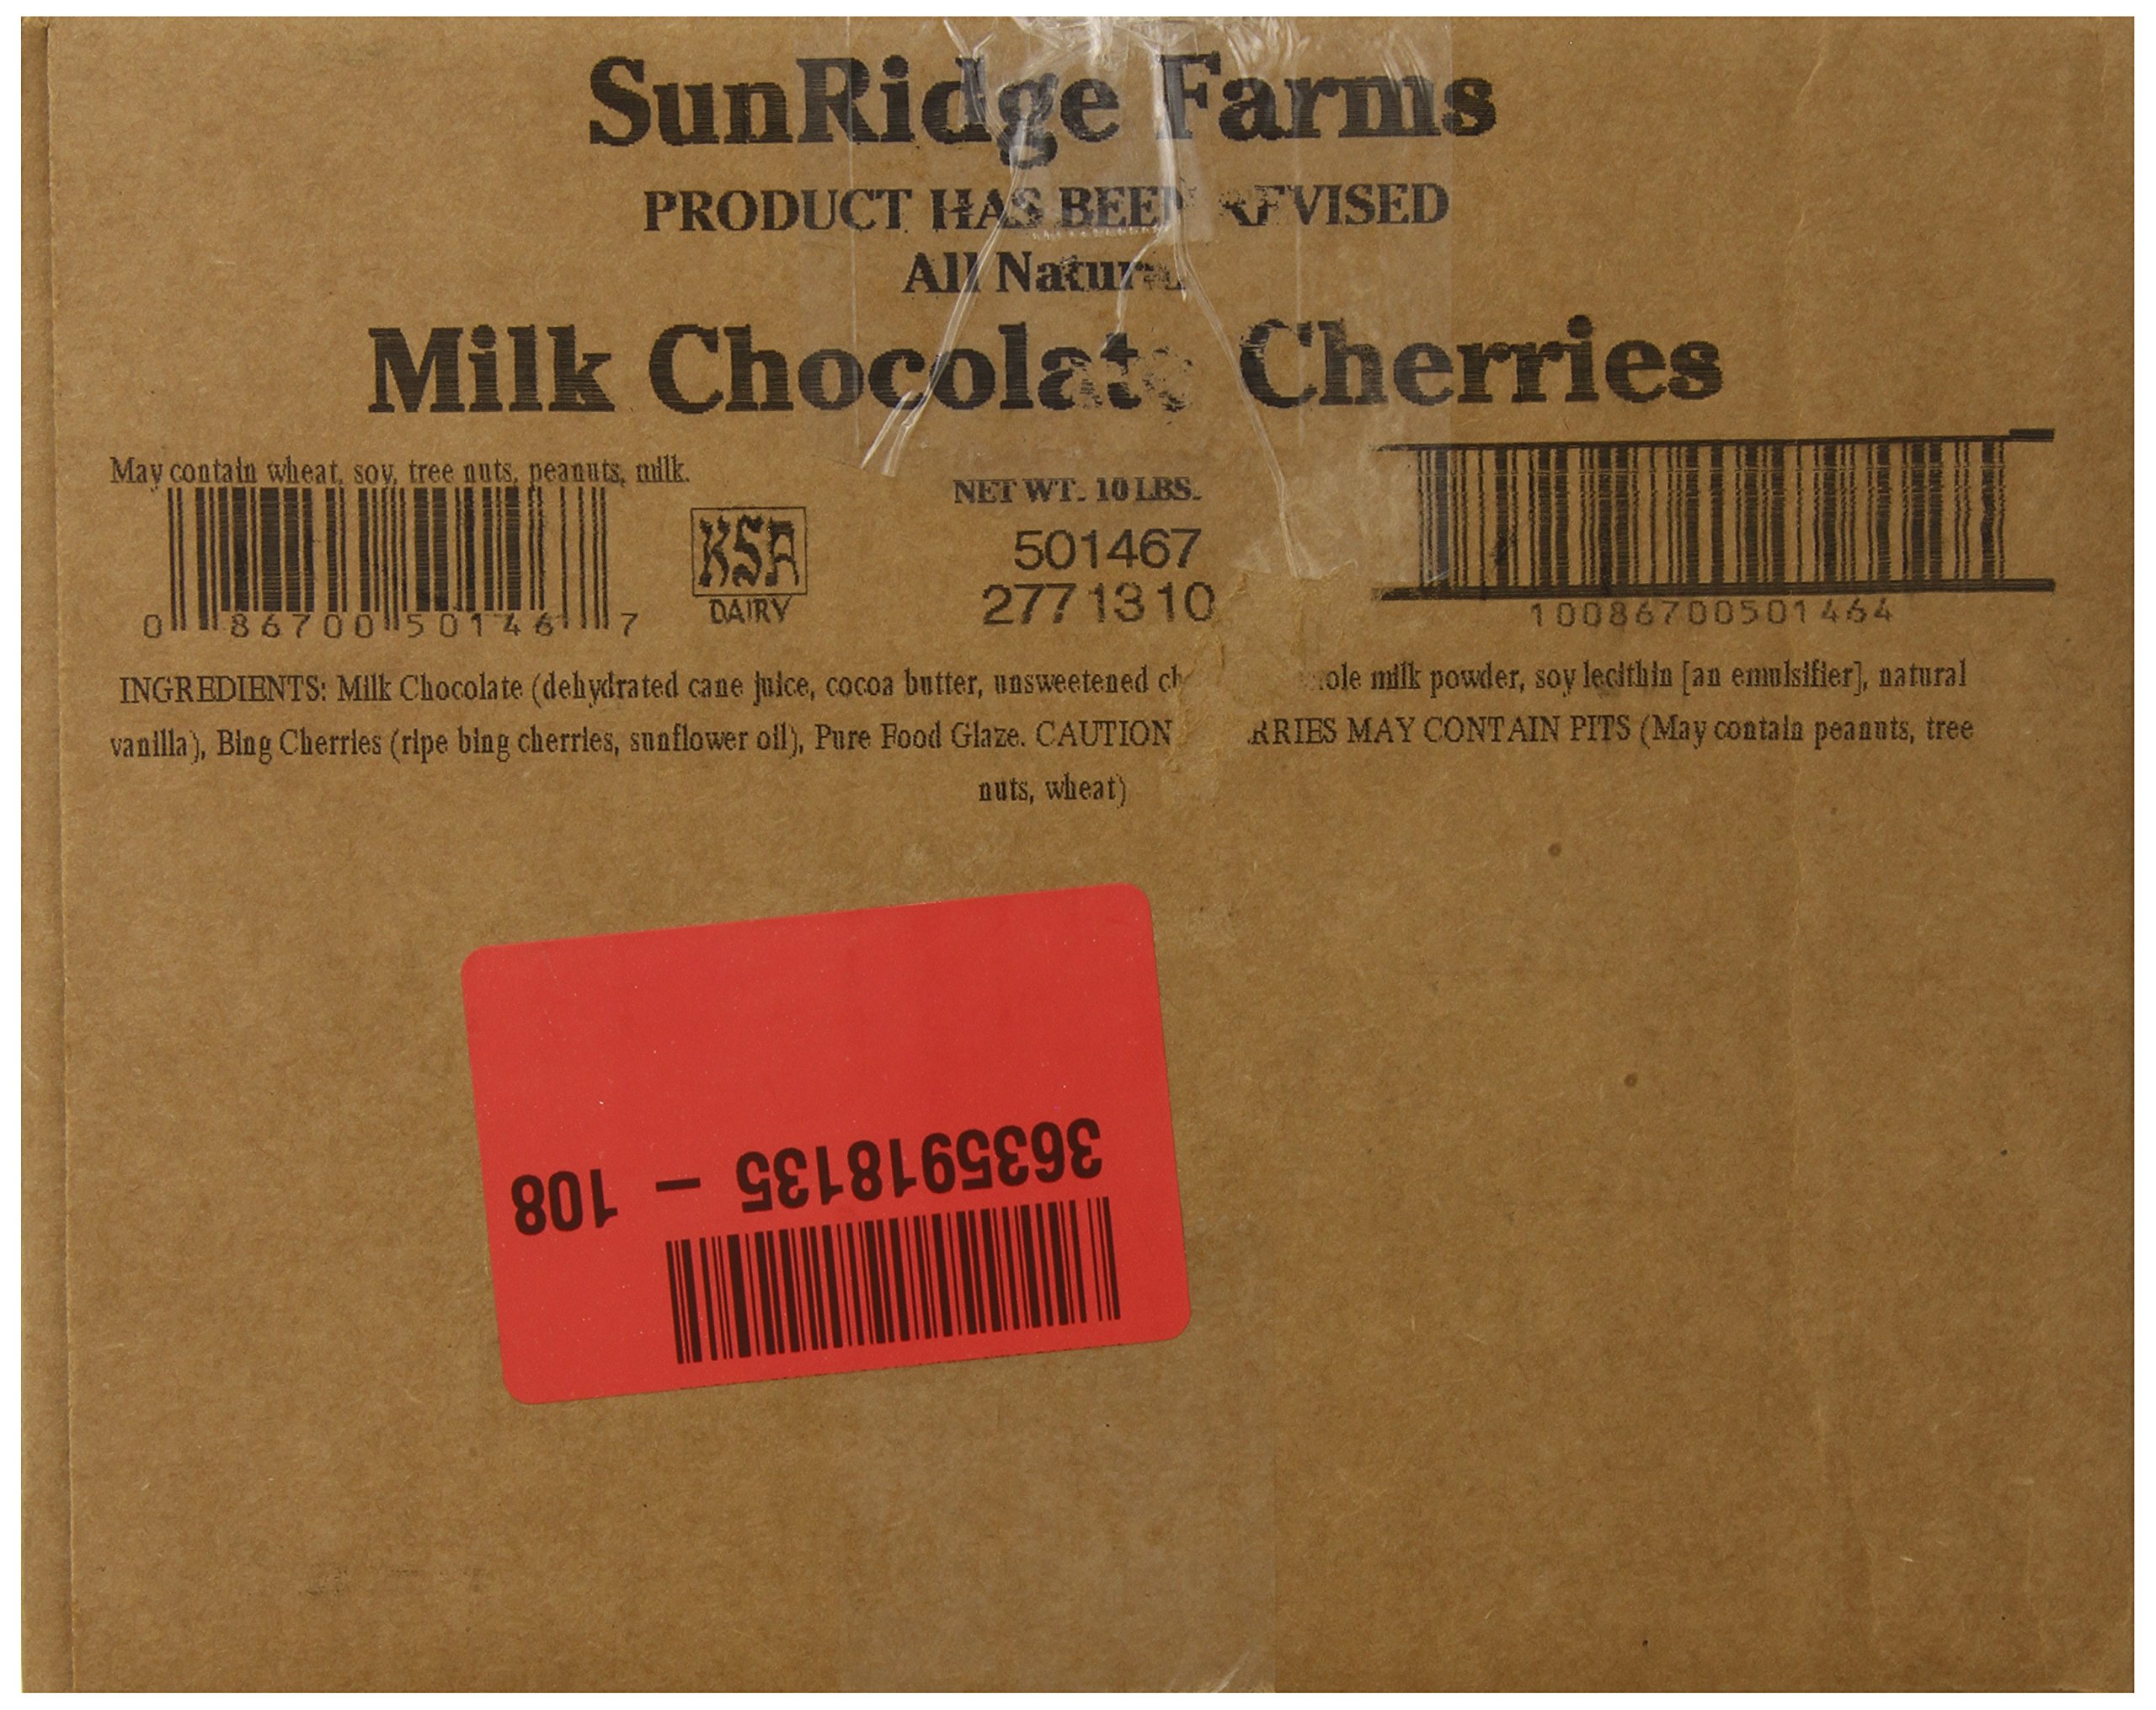 SunRidge Farms
PRODUCT HAS BEEN REVISED
All Natural
Milk Chocolate Cherries
May contain wheat, soy, tree nuts, peanuts, milk.
0 86700 50146 7
KSA
DAIRY
NET WT. 10 LBS.
501467
2771310
10086700501464
INGREDIENTS: Milk Chocolate (dehydrated cane juice, cocoa butter, unsweetened milk powder, soy lecithin [an emulsifier], natural
vanilla), Bing Cherries (ripe bing cherries, sunflower oil), Pure Food Glaze. CAUTION MAY CONTAIN PITS (May contain peanuts, tree
nuts, wheat)
3635918135 – 108